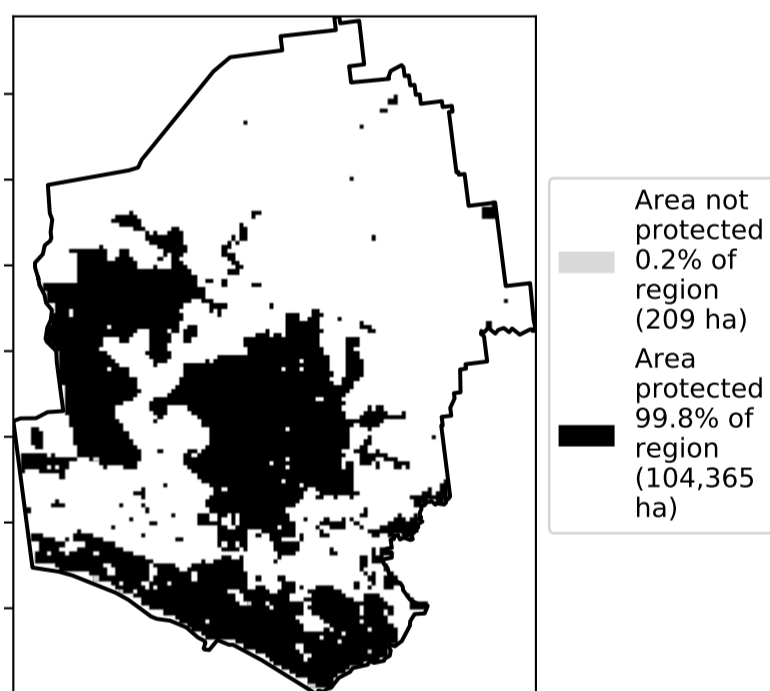 Area not
protected
0.2% of
region
(209 ha)
Area
protected
99.8% of
region
(104,365
ha)